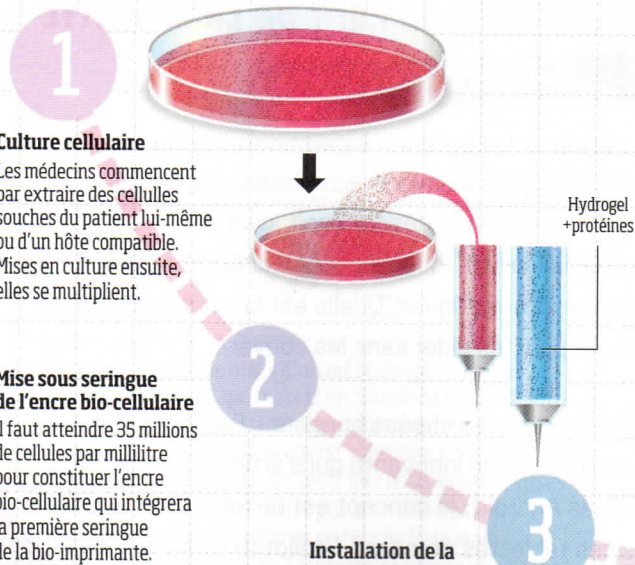 1
Culture cellulaire
Les médecins commencent
par extraire des cellules
souches du patient lui-même
ou d'un hôte compatible.
Mises en culture ensuite,
elles se multiplient.
Hydrogel
+protéines
2
Mise sous seringue
de l'encre bio-cellulaire
Il faut atteindre 35 millions
de cellules par millilitre
pour constituer l'encre
bio-cellulaire qui intégrera
la première seringue
de la bio-imprimante.
3
Installation de la